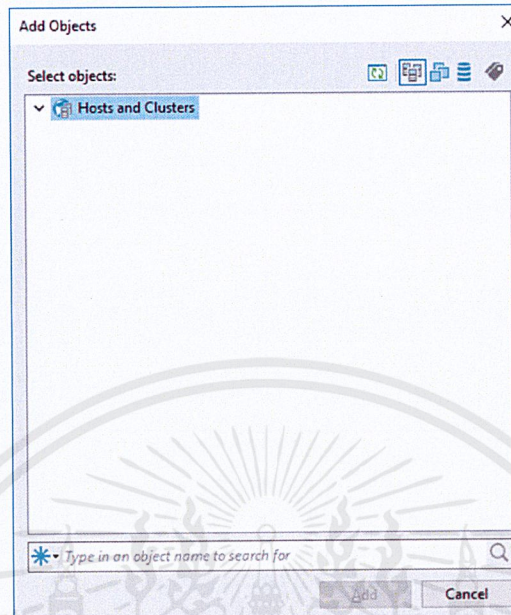 Add Objects
Select objects:
Hosts and Clusters
Type in an object name to search for
Add
Cancel